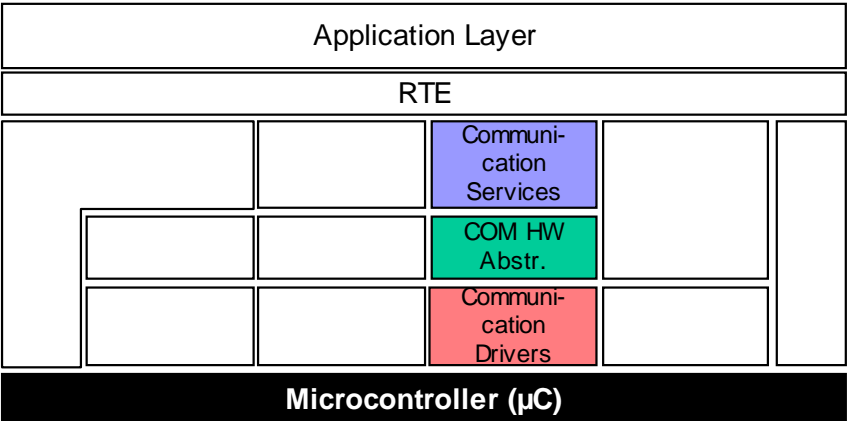 Application Layer
RTE
Communi-
cation
Services
COM HW
Abstr.
Communi-
cation
Drivers
Microcontroller (µC)